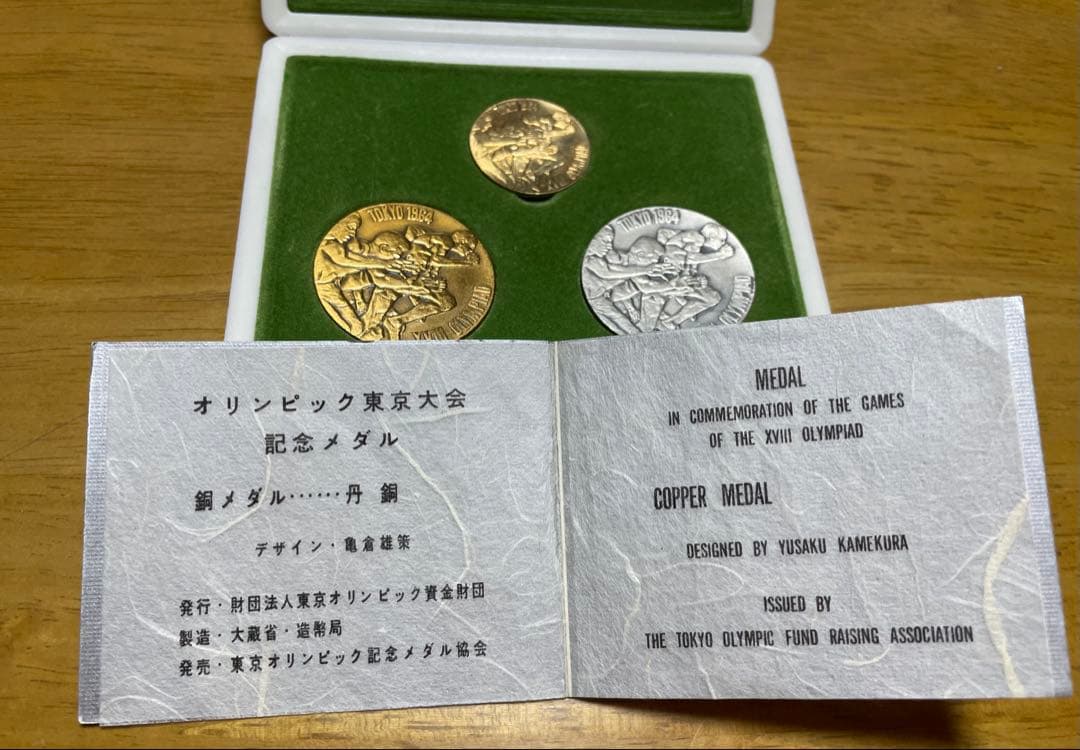 TOKYO 1964
TOKYO 1964
オリンピック東京大会
記念メダル
銅メダル……丹 銅
デザイン・亀倉雄策
発行・財団法人東京オリンピック資金財団
製造・大蔵省・造幣局
発売・東京オリンピック記念メダル協会
MEDAL
IN COMMEMORATION OF THE GAMES
OF THE XVIII OLYMPIAD
COPPER MEDAL
DESIGNED BY YUSAKU KAMEKURA
ISSUED BY
THE TOKYO OLYMPIC FUND RAISING ASSOCIATION